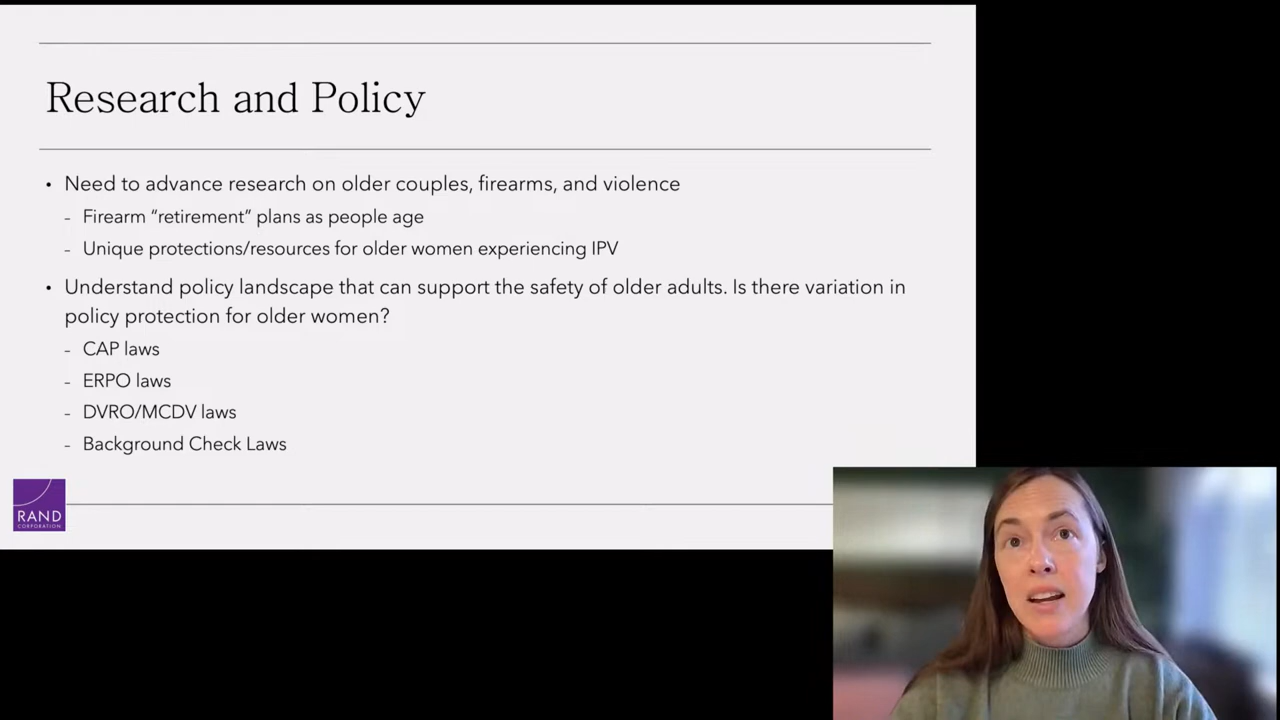 Research and Policy
• Need to advance research on older couples, firearms, and violence
- Firearm “retirement” plans as people age
- Unique protections/resources for older women experiencing IPV
• Understand policy landscape that can support the safety of older adults. Is there variation in
policy protection for older women?
- CAP laws
- ERPO laws
- DVRO/MCDV laws
- Background Check Laws
RAND
CORPORATION